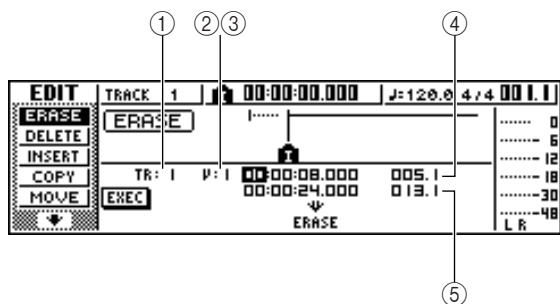 ① ② ③ ④
EDIT TRACK 1 00:00:00.000 ♩=120.0 4/4 001.1
ERASE ERASE 0
DELETE 6
INSERT I 12
COPY TR: 1 V:1 00:00:08.000 005.1 18
MOVE EXEC 00:00:24.000 013.1 30
ERASE 48
L R
⑤